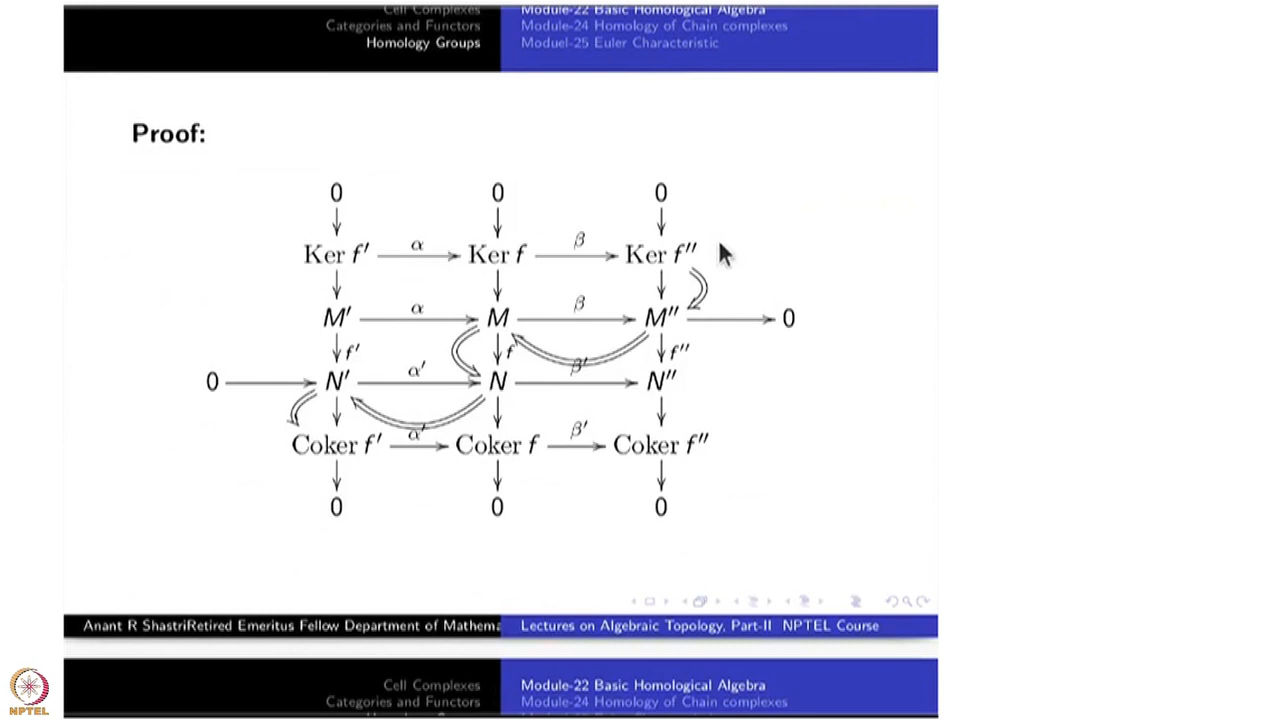 Cell Complexes Module-22 Basic Homological Algebra
Categories and Functors Module-24 Homology of Chain complexes
Homology Groups Moduel-25 Euler Characteristic
Proof:
0 0 0
Ker f′ α Ker f β Ker f″
M′ α M β M″ 0
f′ f f″
0 N′ α′ N β′ N″
Coker f′ α′ Coker f β′ Coker f″
0 0 0
Anant R ShastriRetired Emeritus Fellow Department of Mathema Lectures on Algebraic Topology, Part-II NPTEL Course
Cell Complexes Module-22 Basic Homological Algebra
Categories and Functors Module-24 Homology of Chain complexes
NPTEL